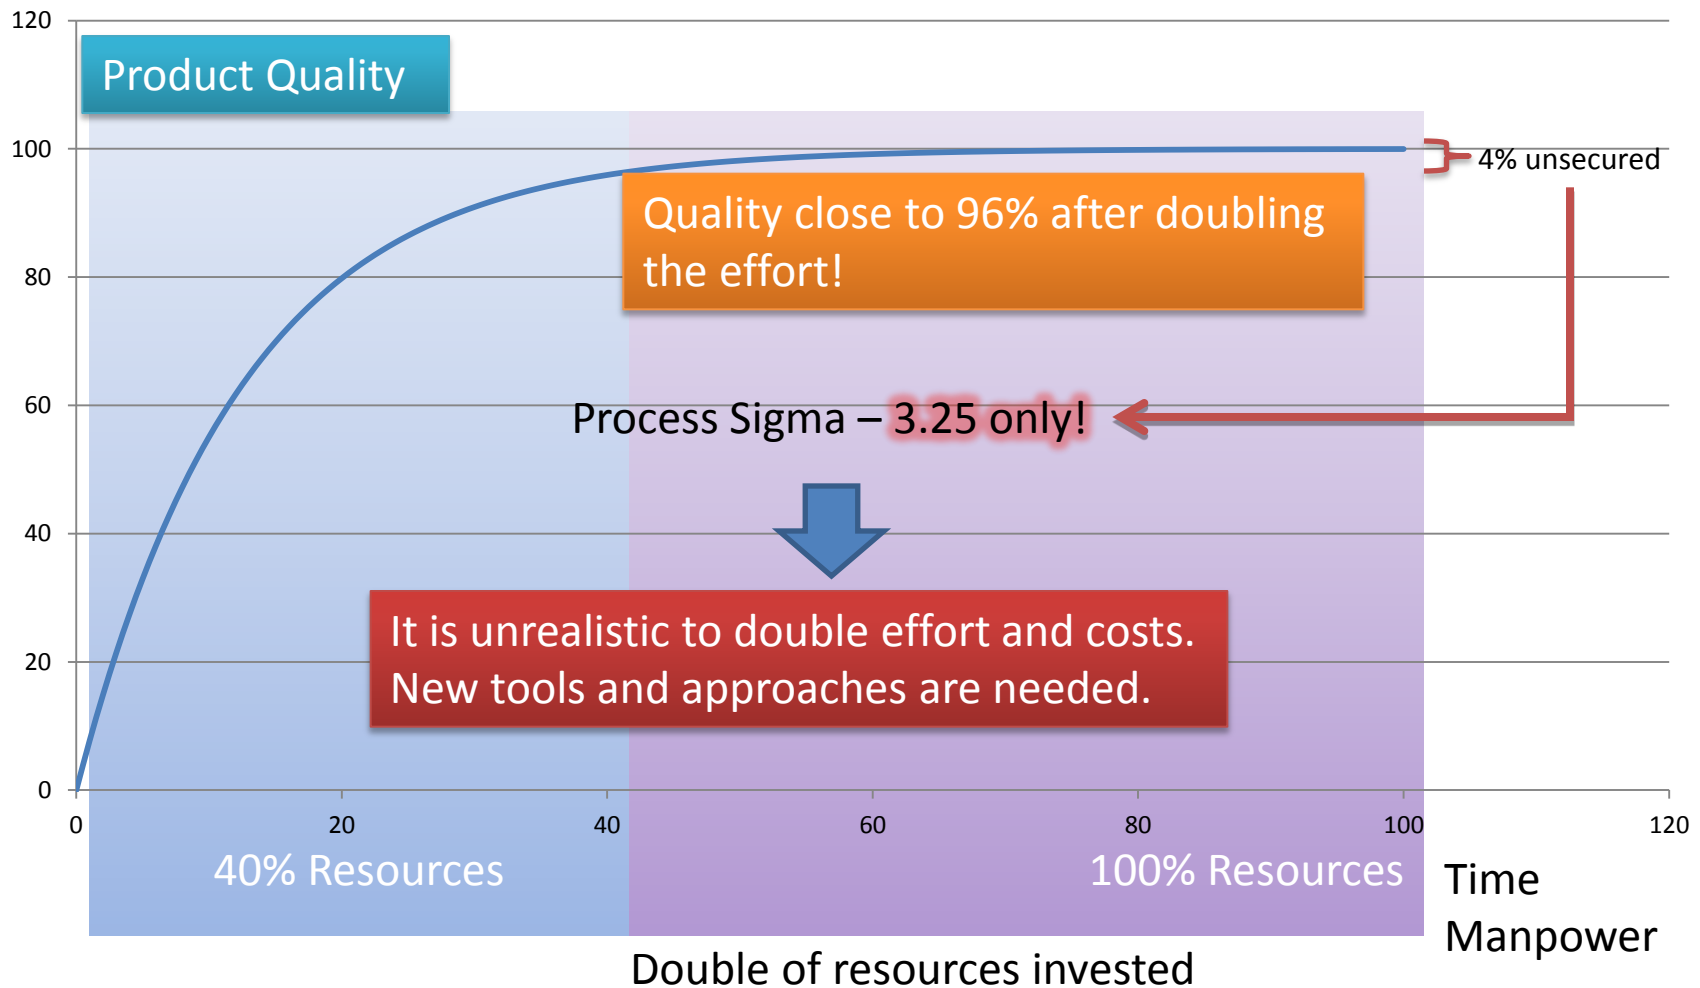 120
Product Quality
100
4% unsecured
Quality close to 96% after doubling
the effort!
80
60
Process Sigma – 3.25 only!
40
It is unrealistic to double effort and costs.
New tools and approaches are needed.
20
0
0 20 40 60 80 100 120
40% Resources
100% Resources
Time
Manpower
Double of resources invested